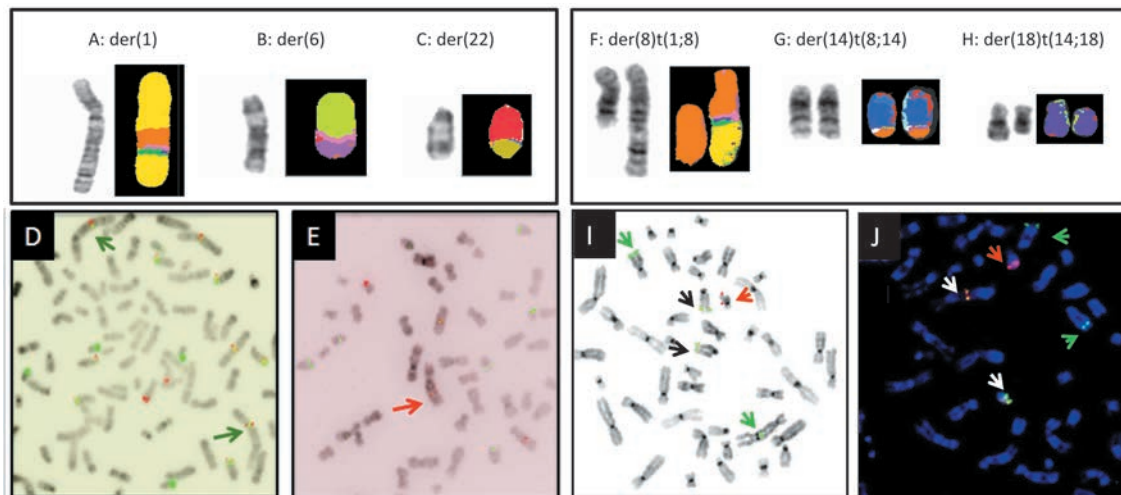 A: der(1)
B: der(6)
C: der(22)
F: der(8)t(1;8)
G: der(14)t(8;14)
H: der(18)t(14;18)
D
E
I
J